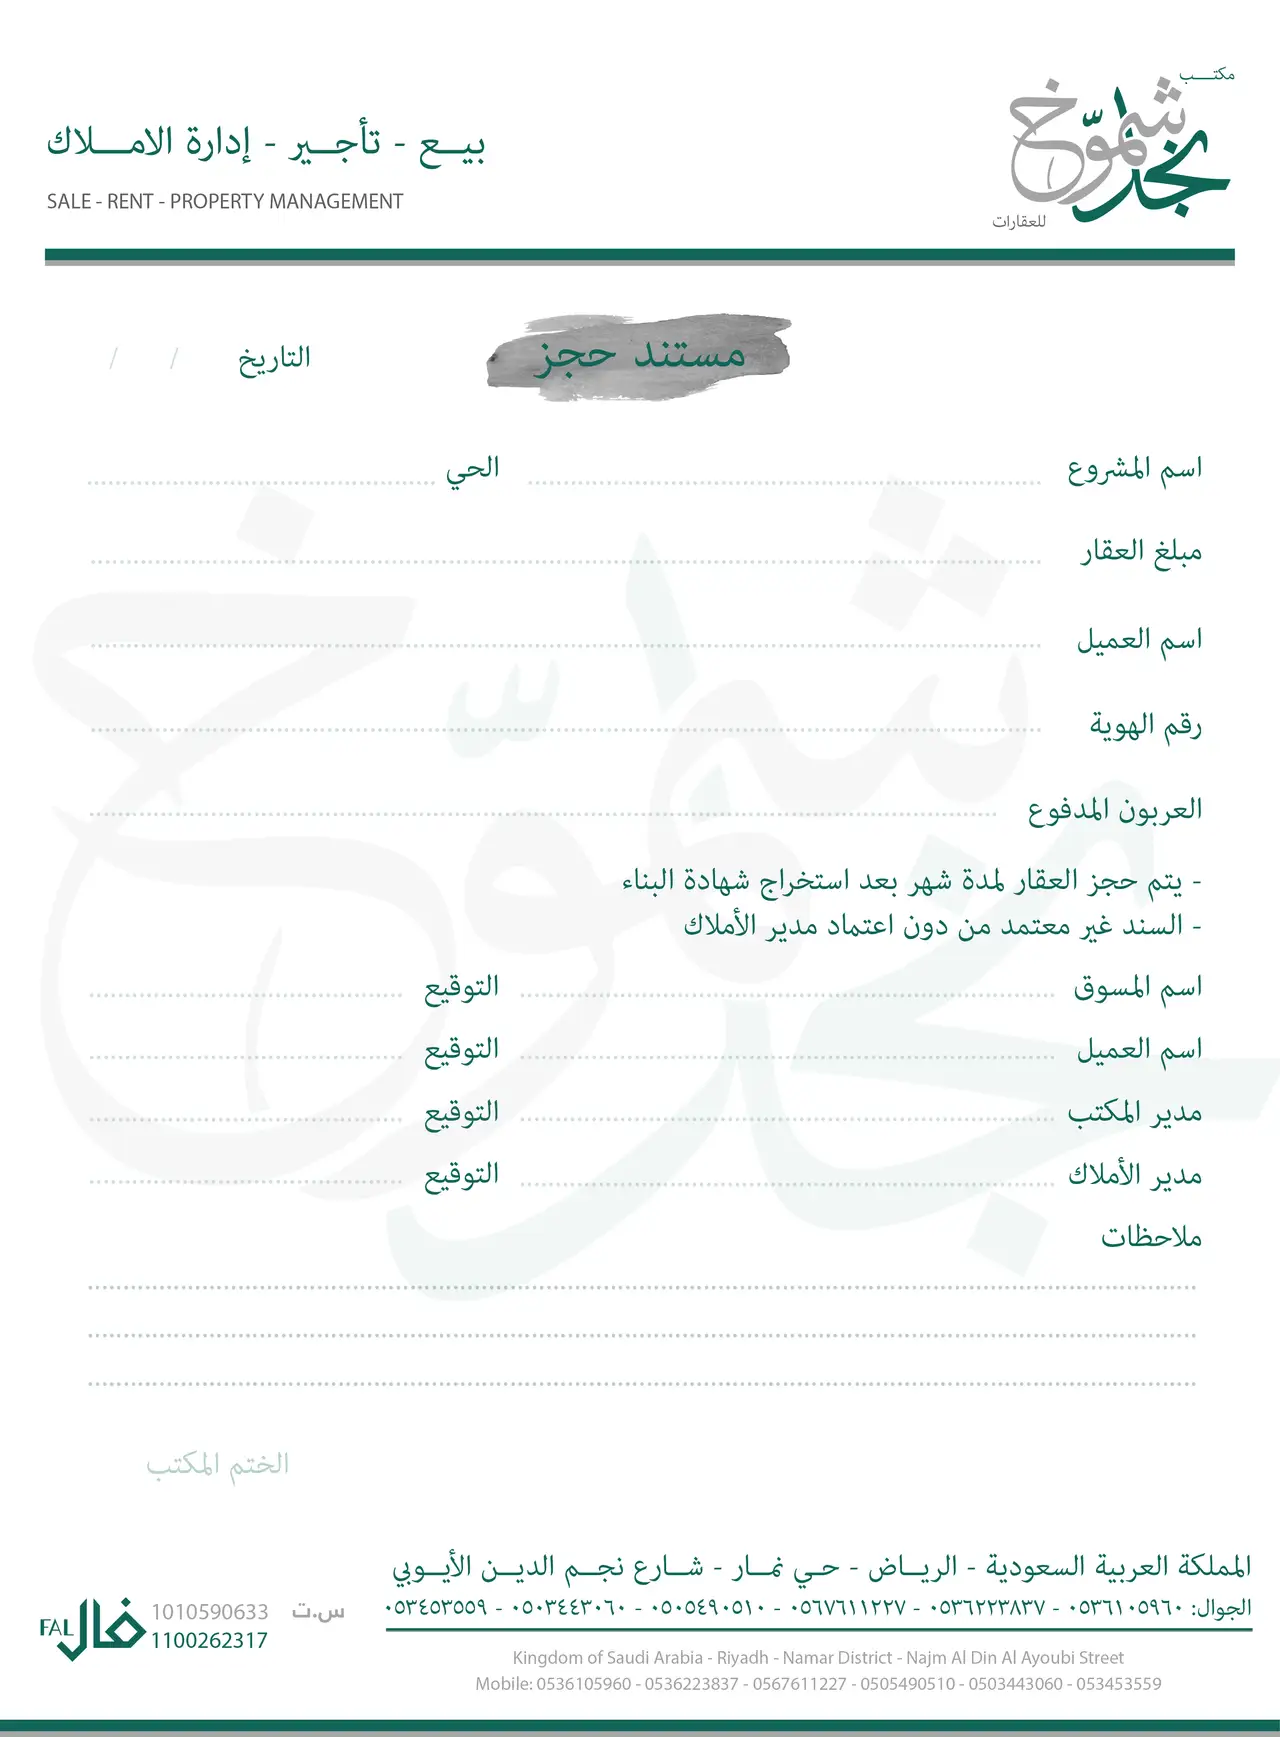 مكتب
شموخ نجد
للعقارات
بيع - تأجير - إدارة الاملاك
SALE - RENT - PROPERTY MANAGEMENT
مستند حجز
التاريخ / /
اسم المشروع الحي
مبلغ العقار
اسم العميل
رقم الهوية
العربون المدفوع
- يتم حجز العقار لمدة شهر بعد استخراج شهادة البناء
- السند غير معتمد من دون اعتماد مدير الأملاك
اسم المسوق التوقيع
اسم العميل التوقيع
مدير المكتب التوقيع
مدير الأملاك التوقيع
ملاحظات
الختم المكتب
المملكة العربية السعودية - الرياض - حي نمار - شارع نجم الدين الأيوبي
الجوال: ٠٥٣٦١٠٥٩٦٠ - ٠٥٣٦٢٢٣٨٣٧ - ٠٥٦٧٦١١٢٢٧ - ٠٥٠٥٤٩٠٥١٠ - ٠٥٠٣٤٤٣٠٦٠ - ٠٥٣٤٥٣٥٥٩
س.ت 1010590633
FAL فال 1100262317
Kingdom of Saudi Arabia - Riyadh - Namar District - Najm Al Din Al Ayoubi Street
Mobile: 0536105960 - 0536223837 - 0567611227 - 0505490510 - 0503443060 - 053453559